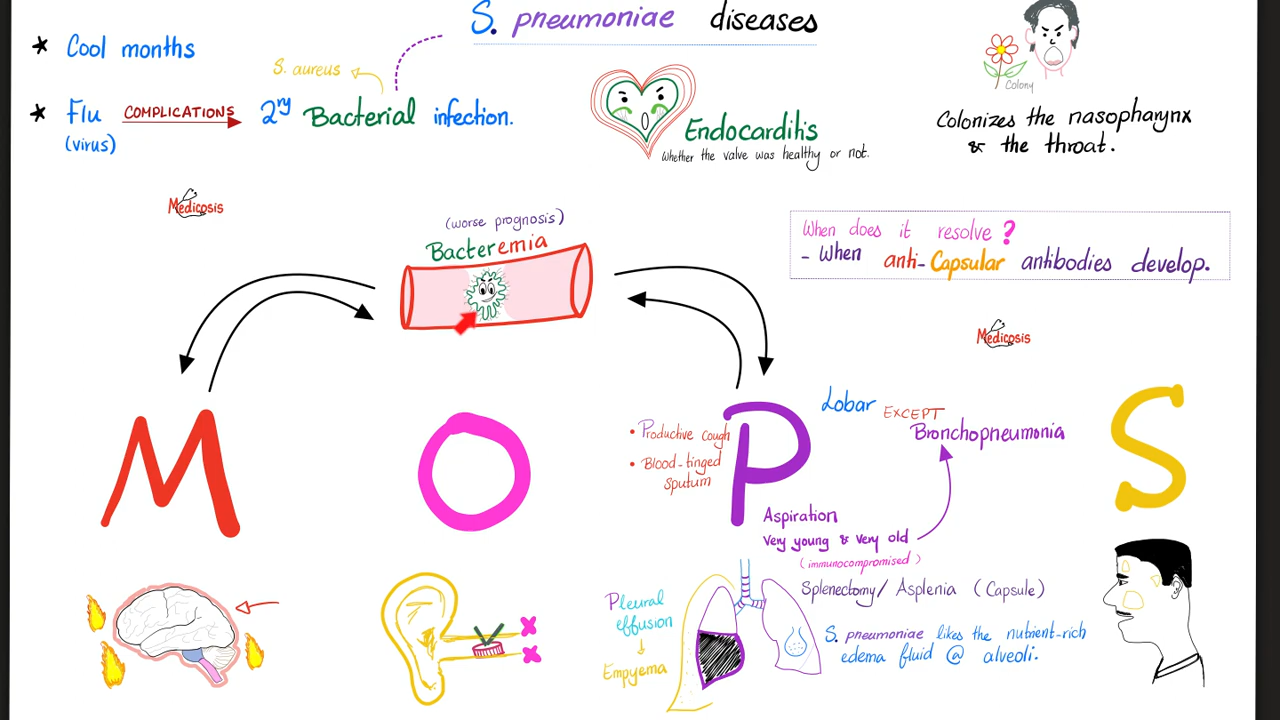 S. pneumoniae diseases
* Cool months
S. aureus
* Flu COMPLICATIONS 2ry Bacterial infection.
(virus)
Endocarditis
Whether the valve was healthy or not.
Colony
Colonizes the nasopharynx
& the throat.
Medicosis
(worse prognosis)
Bacteremia
When does it resolve?
- When anti-Capsular antibodies develop.
Medicosis
M
O
P
S
• Productive cough
• Blood-tinged
sputum
Lobar EXCEPT
Bronchopneumonia
Aspiration
Very young & very old
(immunocompromised)
Splenectomy/Asplenia (Capsule)
Pleural
effusion
Empyema
S. pneumoniae likes the nutrient-rich
edema fluid @ alveoli.